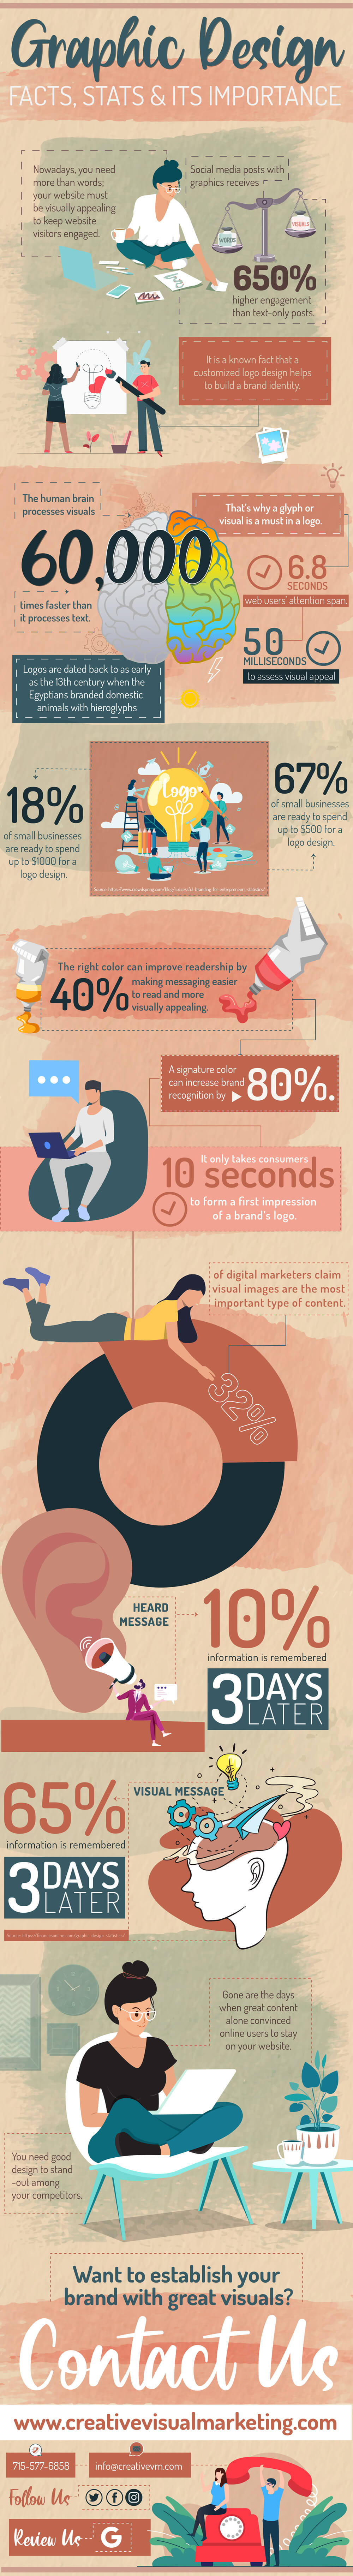 Graphic Design
FACTS, STATS & ITS IMPORTANCE
Nowadays, you need
more than words;
your website must
be visually appealing
to keep website
visitors engaged.
Social media posts with
graphics receives
WORDS
VISUALS
650%
higher engagement
than text-only posts.
It is a known fact that a
customized logo design helps
to build a brand identity.
The human brain
processes visuals
60,000
times faster than
it processes text.
That's why a glyph or
visual is a must in a logo.
6.8
SECONDS
web users' attention span.
50
MILLISECONDS
to assess visual appeal
Logos are dated back to as early
as the 13th century when the
Egyptians branded domestic
animals with hieroglyphs
18%
of small businesses
are ready to spend
up to $1000 for a
logo design.
Logo
67%
of small businesses
are ready to spend
up to $500 for a
logo design.
The right color can improve readership by
40%
making messaging easier
to read and more
visually appealing.
A signature color
can increase brand
recognition by
80%.
It only takes consumers
10 seconds
to form a first impression
of a brand's logo.
of digital marketers claim
visual images are the most
important type of content.
32%
HEARD
MESSAGE
10%
information is remembered
3 DAYS
LATER
65%
information is remembered
3 DAYS
LATER
VISUAL MESSAGE
Gone are the days
when great content
alone convinced
online users to stay
on your website.
You need good
design to stand
-out among
your competitors.
Want to establish your
brand with great visuals?
Contact Us
www.creativevisualmarketing.com
715-577-6858
info@creativevm.com
Follow Us
Review Us
G